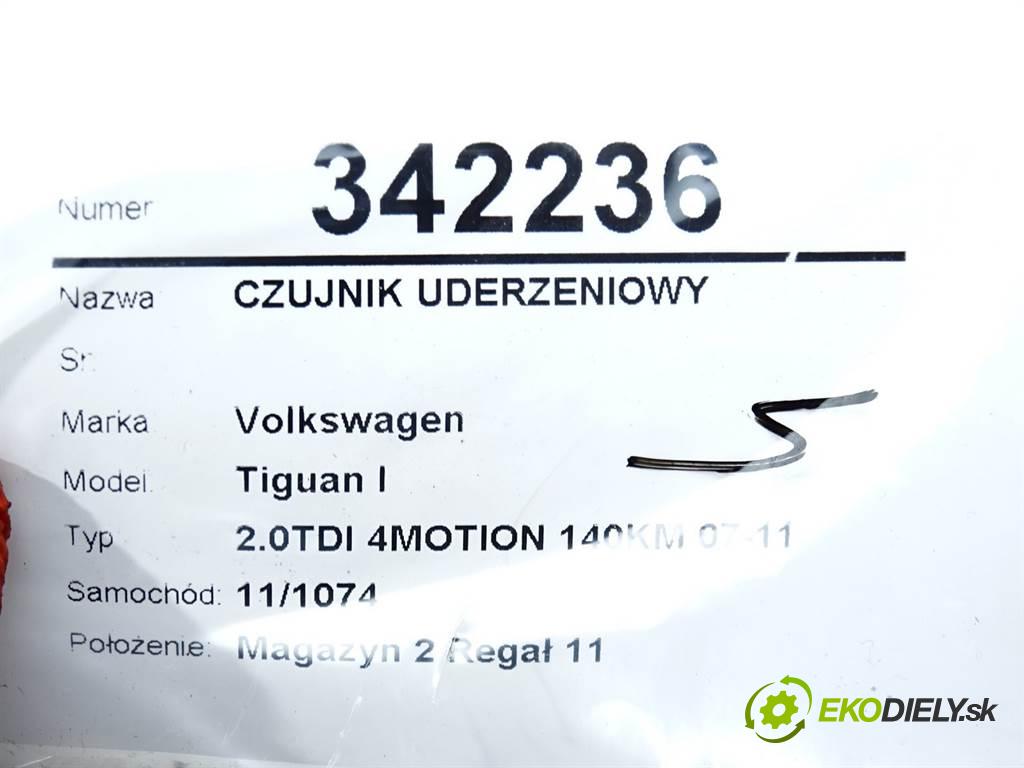 Numer 342236
Nazwa CZUJNIK UDERZENIOWY
Sr
Marka Volkswagen
Model Tiguan I
Typ 2.0TDI 4MOTION 140KM 07-11
Samochód: 11/1074
Położenie: Magazyn 2 Regał 11
EKODIELY.sk